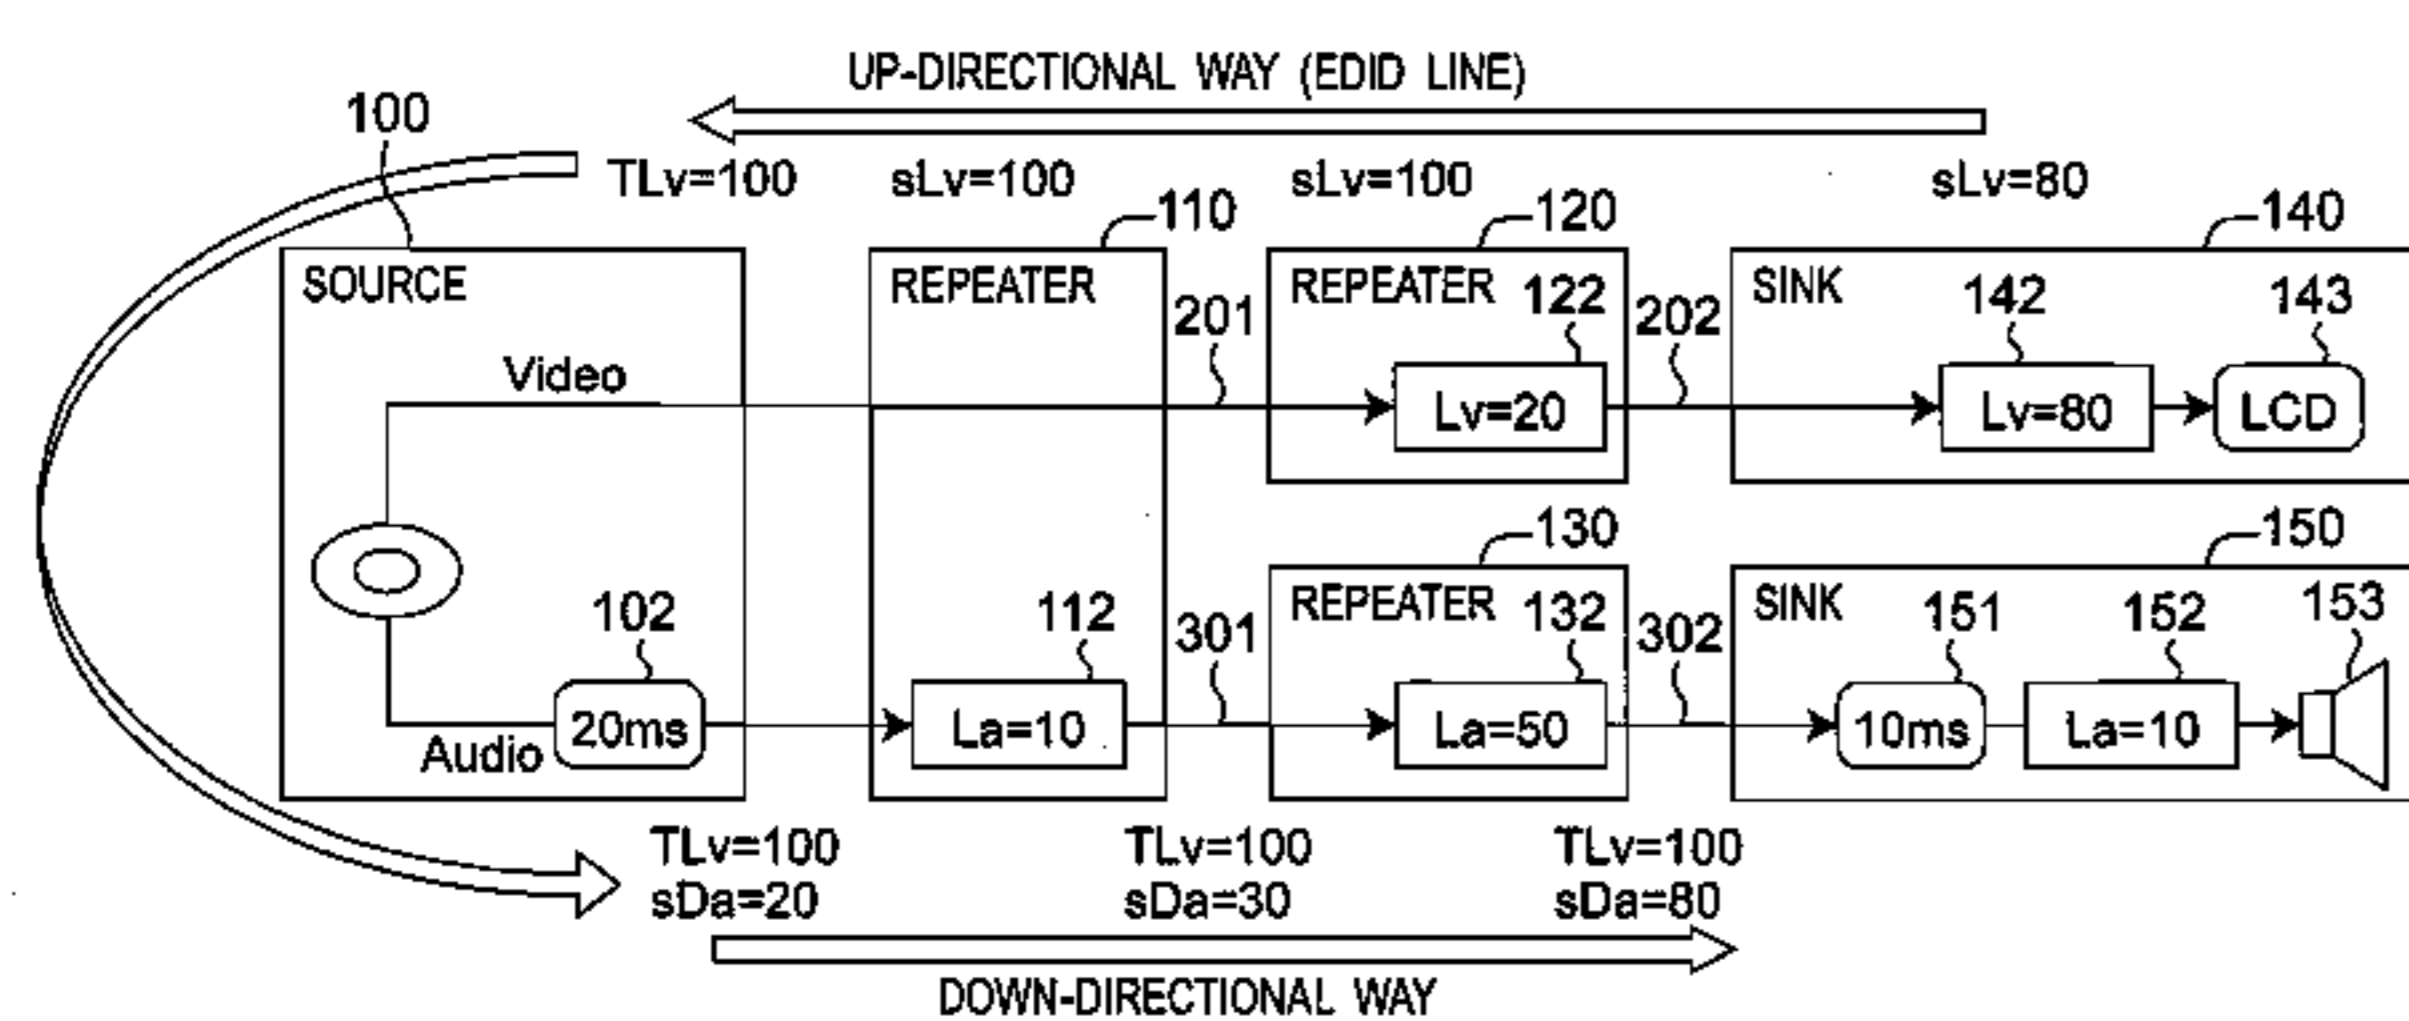 UP-DIRECTIONAL WAY (EDID LINE)
100
TLv=100 sLv=100 sLv=100 sLv=80
110 120 140
SOURCE REPEATER REPEATER 122 SINK 142 143
201 202
Video
Lv=20 Lv=80 LCD
130 150
REPEATER 132 SINK 151 152 153
102 112 301 302
20ms La=10 La=50 10ms La=10
Audio
TLv=100 TLv=100 TLv=100
sDa=20 sDa=30 sDa=80
DOWN-DIRECTIONAL WAY